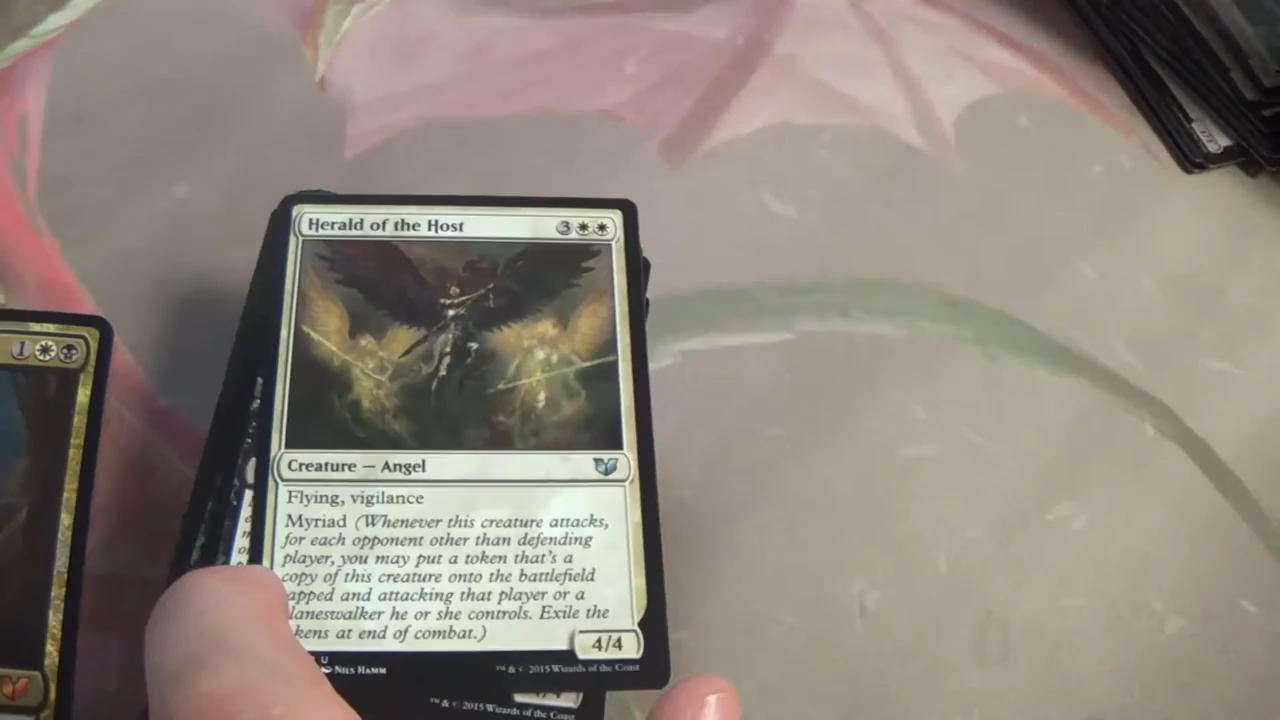 Herald of the Host 3
1
Creature — Angel
Flying, vigilance
Myriad (Whenever this creature attacks,
for each opponent other than defending
player, you may put a token that's a
copy of this creature onto the battlefield
apped and attacking that player or a
laneswalker he or she controls. Exile the
kens at end of combat.)
4/4
U
Nils Hamm
™ & © 2015 Wizards of the Coast
™ & © 2015 Wizards of the Coast